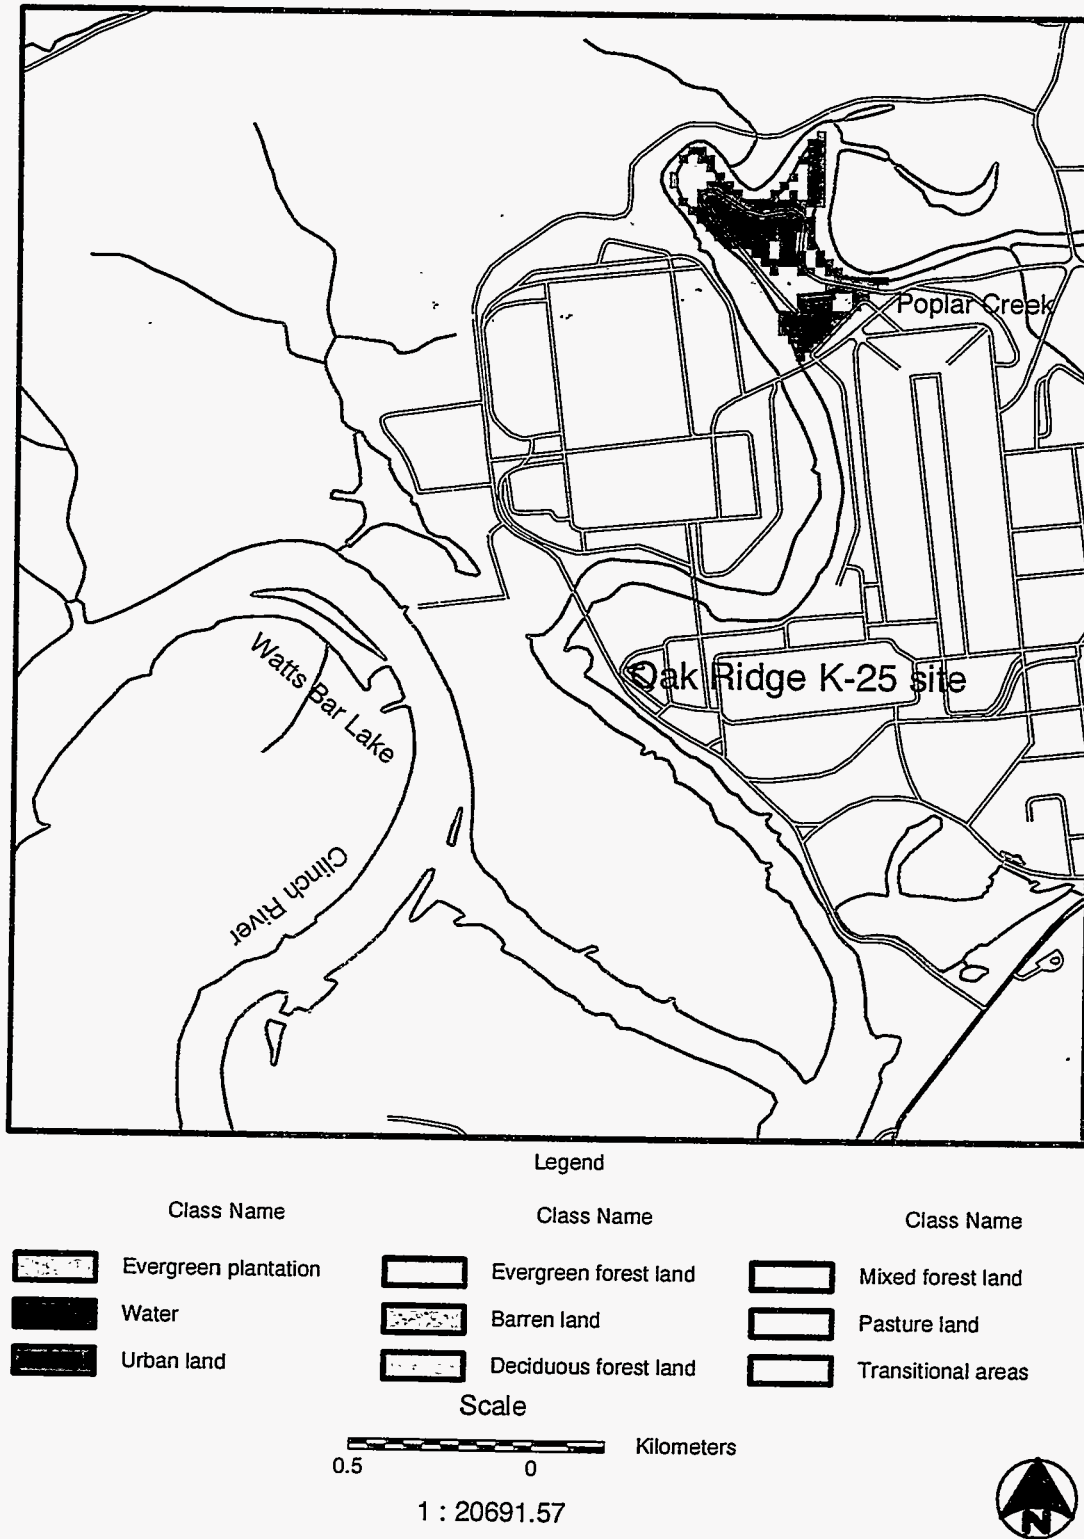 Poplar Creek
Oak Ridge K-25 site
Watts Bar Lake
Clinch River
Legend
Class Name
Evergreen plantation
Water
Urban land
Class Name
Evergreen forest land
Barren land
Deciduous forest land
Class Name
Mixed forest land
Pasture land
Transitional areas
Scale
Kilometers
0.5 0
1 : 20691.57
N